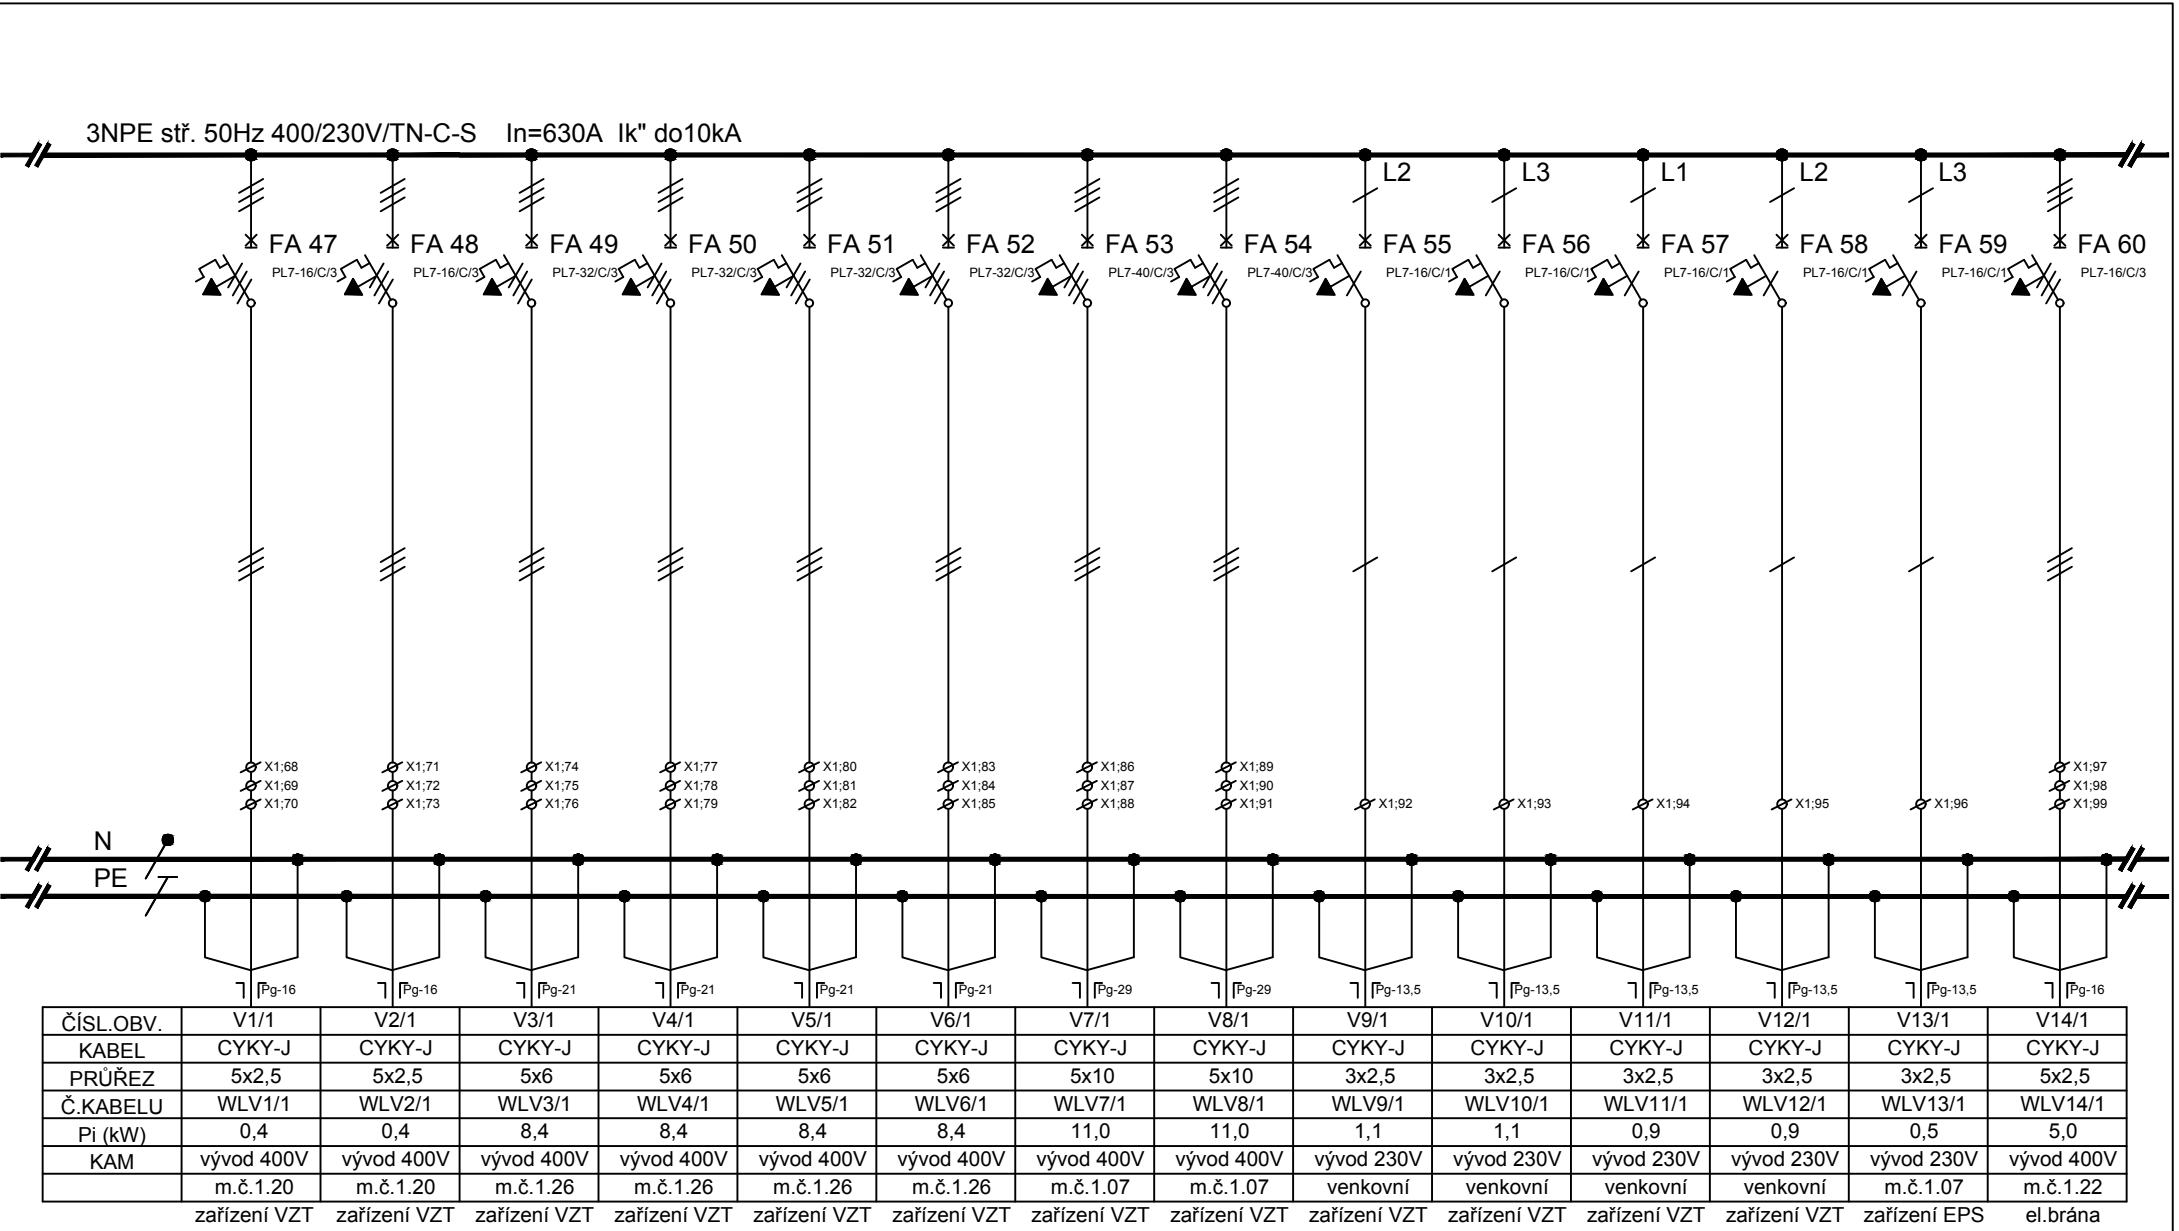 3NPE stř. 50Hz 400/230V/TN-C-S In=630A Ik" do10kA
L2 L3 L1 L2 L3
FA 47 FA 48 FA 49 FA 50 FA 51 FA 52 FA 53 FA 54 FA 55 FA 56 FA 57 FA 58 FA 59 FA 60
PL7-16/C/3 PL7-16/C/3 PL7-32/C/3 PL7-32/C/3 PL7-32/C/3 PL7-32/C/3 PL7-40/C/3 PL7-40/C/3 PL7-16/C/1 PL7-16/C/1 PL7-16/C/1 PL7-16/C/1 PL7-16/C/1 PL7-16/C/3
X1;68 X1;71 X1;74 X1;77 X1;80 X1;83 X1;86 X1;89 X1;97
X1;69 X1;72 X1;75 X1;78 X1;81 X1;84 X1;87 X1;90 X1;98
X1;70 X1;73 X1;76 X1;79 X1;82 X1;85 X1;88 X1;91 X1;92 X1;93 X1;94 X1;95 X1;96 X1;99
N
PE
Pg-16 Pg-16 Pg-21 Pg-21 Pg-21 Pg-21 Pg-29 Pg-29 Pg-13,5 Pg-13,5 Pg-13,5 Pg-13,5 Pg-13,5 Pg-16
ČÍSL.OBV. V1/1 V2/1 V3/1 V4/1 V5/1 V6/1 V7/1 V8/1 V9/1 V10/1 V11/1 V12/1 V13/1 V14/1
KABEL CYKY-J CYKY-J CYKY-J CYKY-J CYKY-J CYKY-J CYKY-J CYKY-J CYKY-J CYKY-J CYKY-J CYKY-J CYKY-J CYKY-J
PRŮŘEZ 5x2,5 5x2,5 5x6 5x6 5x6 5x6 5x10 5x10 3x2,5 3x2,5 3x2,5 3x2,5 3x2,5 5x2,5
Č.KABELU WLV1/1 WLV2/1 WLV3/1 WLV4/1 WLV5/1 WLV6/1 WLV7/1 WLV8/1 WLV9/1 WLV10/1 WLV11/1 WLV12/1 WLV13/1 WLV14/1
Pi (kW) 0,4 0,4 8,4 8,4 8,4 8,4 11,0 11,0 1,1 1,1 0,9 0,9 0,5 5,0
KAM vývod 400V vývod 400V vývod 400V vývod 400V vývod 400V vývod 400V vývod 400V vývod 400V vývod 230V vývod 230V vývod 230V vývod 230V vývod 230V vývod 400V
m.č.1.20 m.č.1.20 m.č.1.26 m.č.1.26 m.č.1.26 m.č.1.26 m.č.1.07 m.č.1.07 venkovní venkovní venkovní venkovní m.č.1.07 m.č.1.22
zařízení VZT zařízení VZT zařízení VZT zařízení VZT zařízení VZT zařízení VZT zařízení VZT zařízení VZT zařízení VZT zařízení VZT zařízení VZT zařízení VZT zařízení EPS el.brána